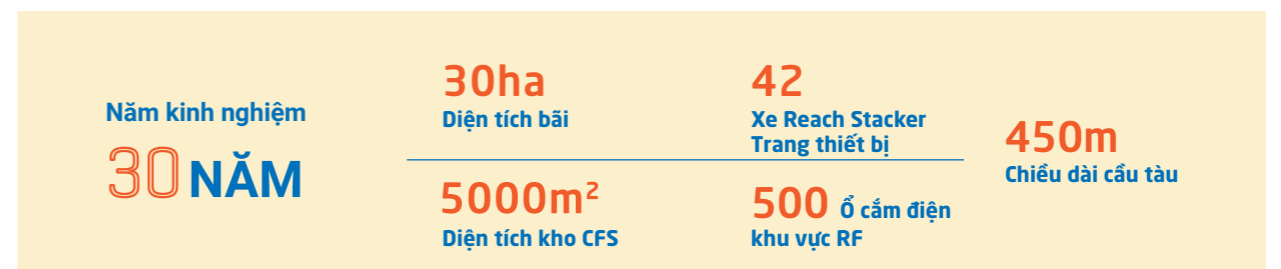 Năm kinh nghiệm
30 NĂM
30ha
Diện tích bãi
5000m²
Diện tích kho CFS
42
Xe Reach Stacker
Trang thiết bị
500 Ổ cắm điện
khu vực RF
450m
Chiều dài cầu tàu